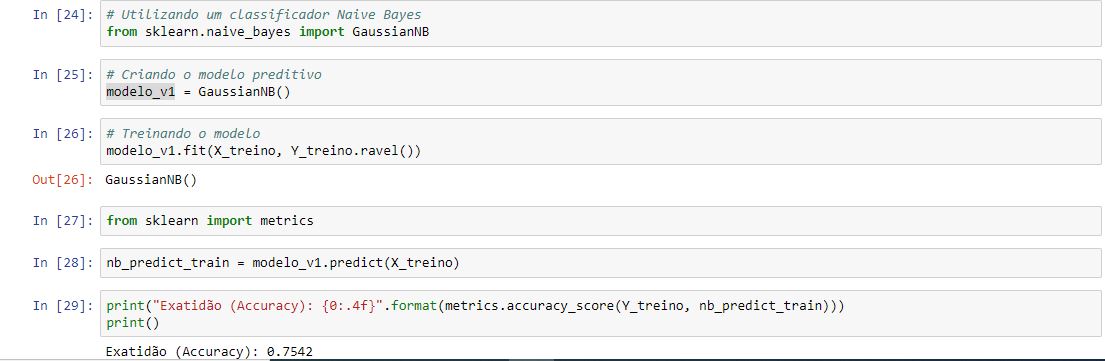 In [24]: # Utilizando um classificador Naive Bayes
from sklearn.naive_bayes import GaussianNB
In [25]: # Criando o modelo preditivo
modelo_v1 = GaussianNB()
In [26]: # Treinando o modelo
modelo_v1.fit(X_treino, Y_treino.ravel())
Out[26]: GaussianNB()
In [27]: from sklearn import metrics
In [28]: nb_predict_train = modelo_v1.predict(X_treino)
In [29]: print("Exatidão (Accuracy): {0:.4f}".format(metrics.accuracy_score(Y_treino, nb_predict_train)))
print()
Exatidão (Accuracy): 0.7542